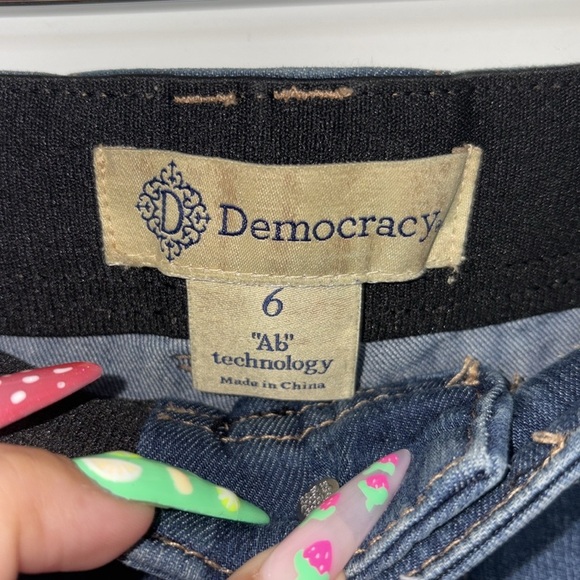 D Democracy
6
"Ab"
technology
Made in China